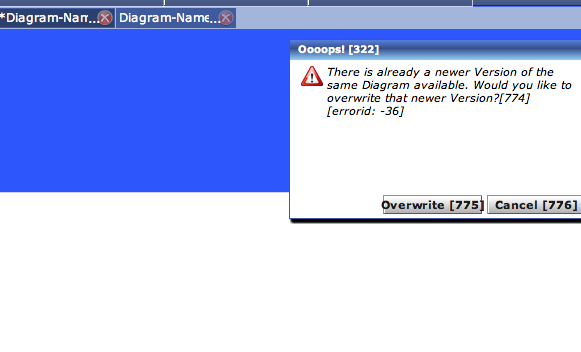 *Diagram-Nam...
Diagram-Name...
Oooops! [322]
There is already a newer Version of the
same Diagram available. Would you like to
overwrite that newer Version?[774]
[errorid: -36]
Overwrite [775]
Cancel [776]